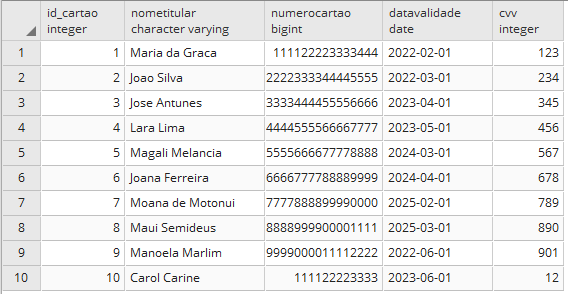 id_cartao nometitular numerocartao datavalidade cvv
integer character varying bigint date integer
1 1 Maria da Graca 111122223333444 2022-02-01 123
2 2 Joao Silva 2222333344445555 2022-03-01 234
3 3 Jose Antunes 3333444455556666 2023-04-01 345
4 4 Lara Lima 4444555566667777 2023-05-01 456
5 5 Magali Melancia 5555666677778888 2024-03-01 567
6 6 Joana Ferreira 6666777788889999 2024-04-01 678
7 7 Moana de Motonui 7777888899990000 2025-02-01 789
8 8 Maui Semideus 8888999900001111 2025-03-01 890
9 9 Manoela Marlim 9999000011112222 2022-06-01 901
10 10 Carol Carine 111122223333 2023-06-01 12